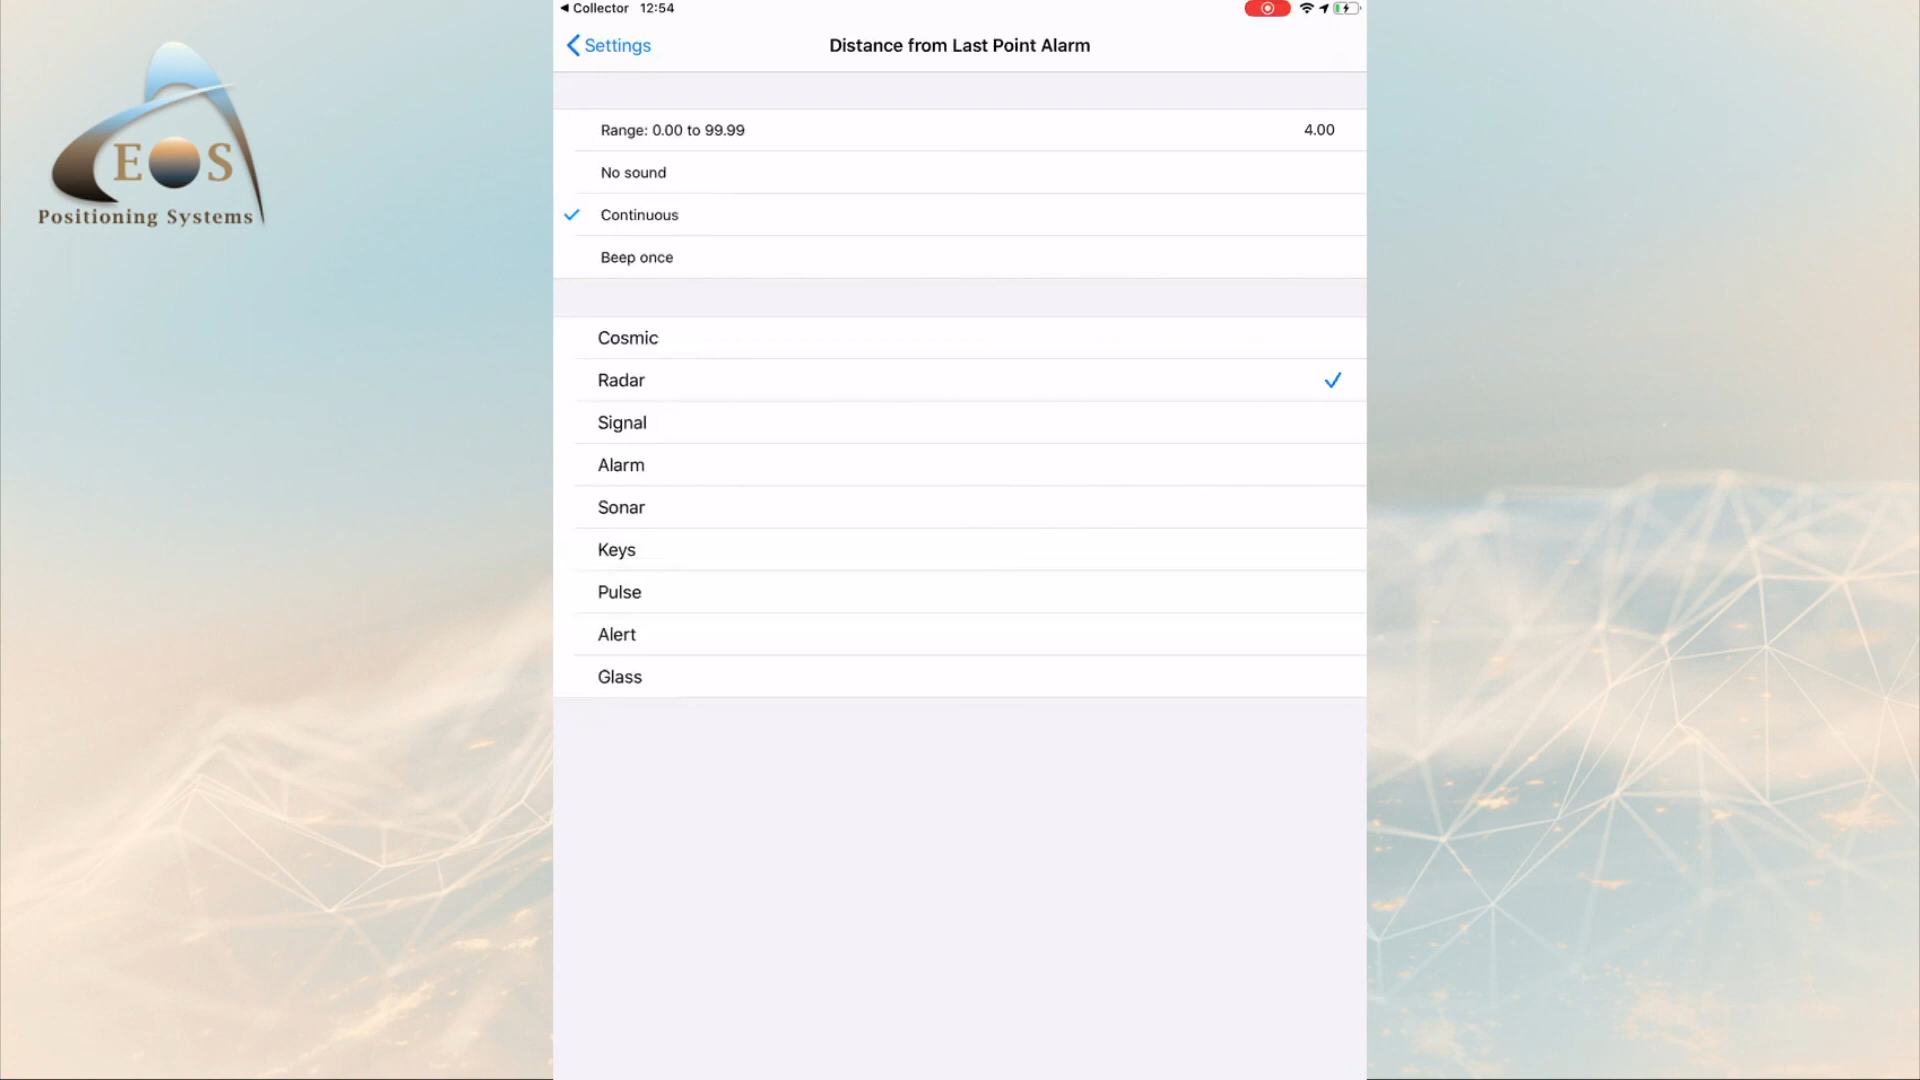 Collector 12:54
Settings
Distance from Last Point Alarm
EOS
Positioning Systems
Range: 0.00 to 99.99 4.00
No sound
Continuous
Beep once
Cosmic
Radar
Signal
Alarm
Sonar
Keys
Pulse
Alert
Glass